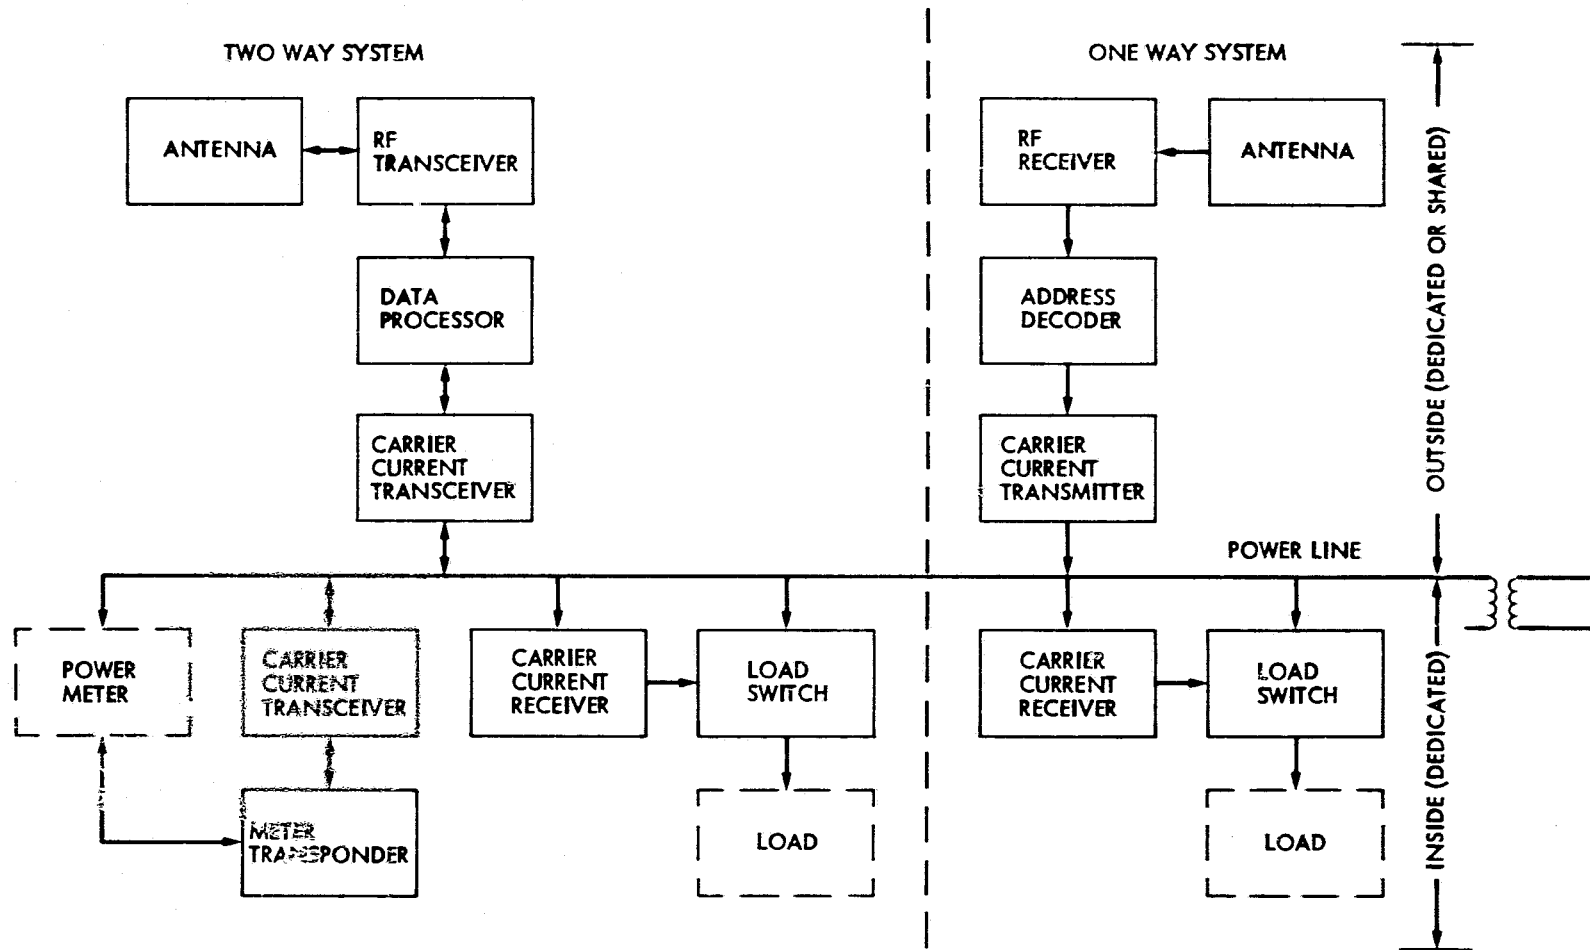 TWO WAY SYSTEM
ANTENNA
RF
TRANSCEIVER
DATA
PROCESSOR
CARRIER
CURRENT
TRANSCEIVER
POWER
METER
CARRIER
CURRENT
TRANSCEIVER
METER
TRANSPONDER
CARRIER
CURRENT
RECEIVER
LOAD
SWITCH
LOAD
ONE WAY SYSTEM
RF
RECEIVER
ANTENNA
ADDRESS
DECODER
CARRIER
CURRENT
TRANSMITTER
POWER LINE
CARRIER
CURRENT
RECEIVER
LOAD
SWITCH
LOAD
OUTSIDE (DEDICATED OR SHARED)
INSIDE (DEDICATED)